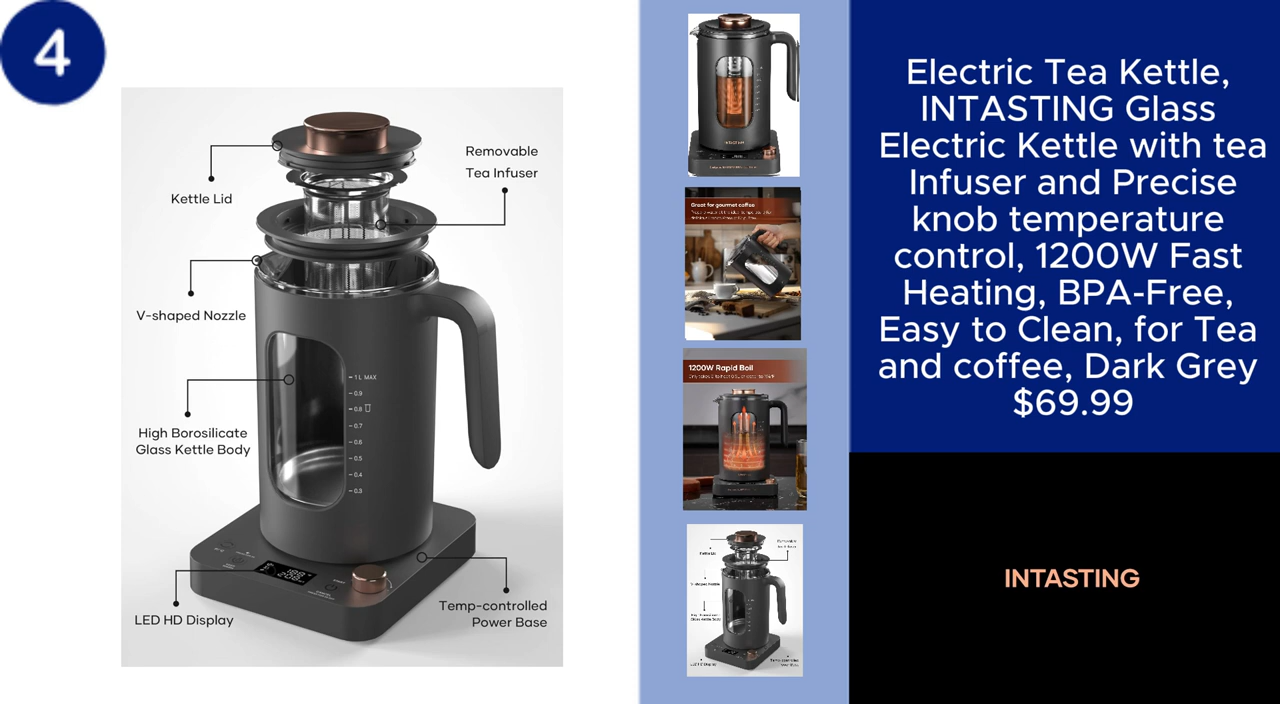 4
Kettle Lid
Removable
Tea Infuser
V-shaped Nozzle
1 L MAX
0.9
0.8
0.7
0.6
0.5
0.4
0.3
High Borosilicate
Glass Kettle Body
LED HD Display
Temp-controlled
Power Base
Great for gourmet coffee
1200W Rapid Boil
Kettle Lid
Electric Tea Kettle,
INTASTING Glass
Electric Kettle with tea
Infuser and Precise
knob temperature
control, 1200W Fast
Heating, BPA-Free,
Easy to Clean, for Tea
and coffee, Dark Grey
$69.99
INTASTING